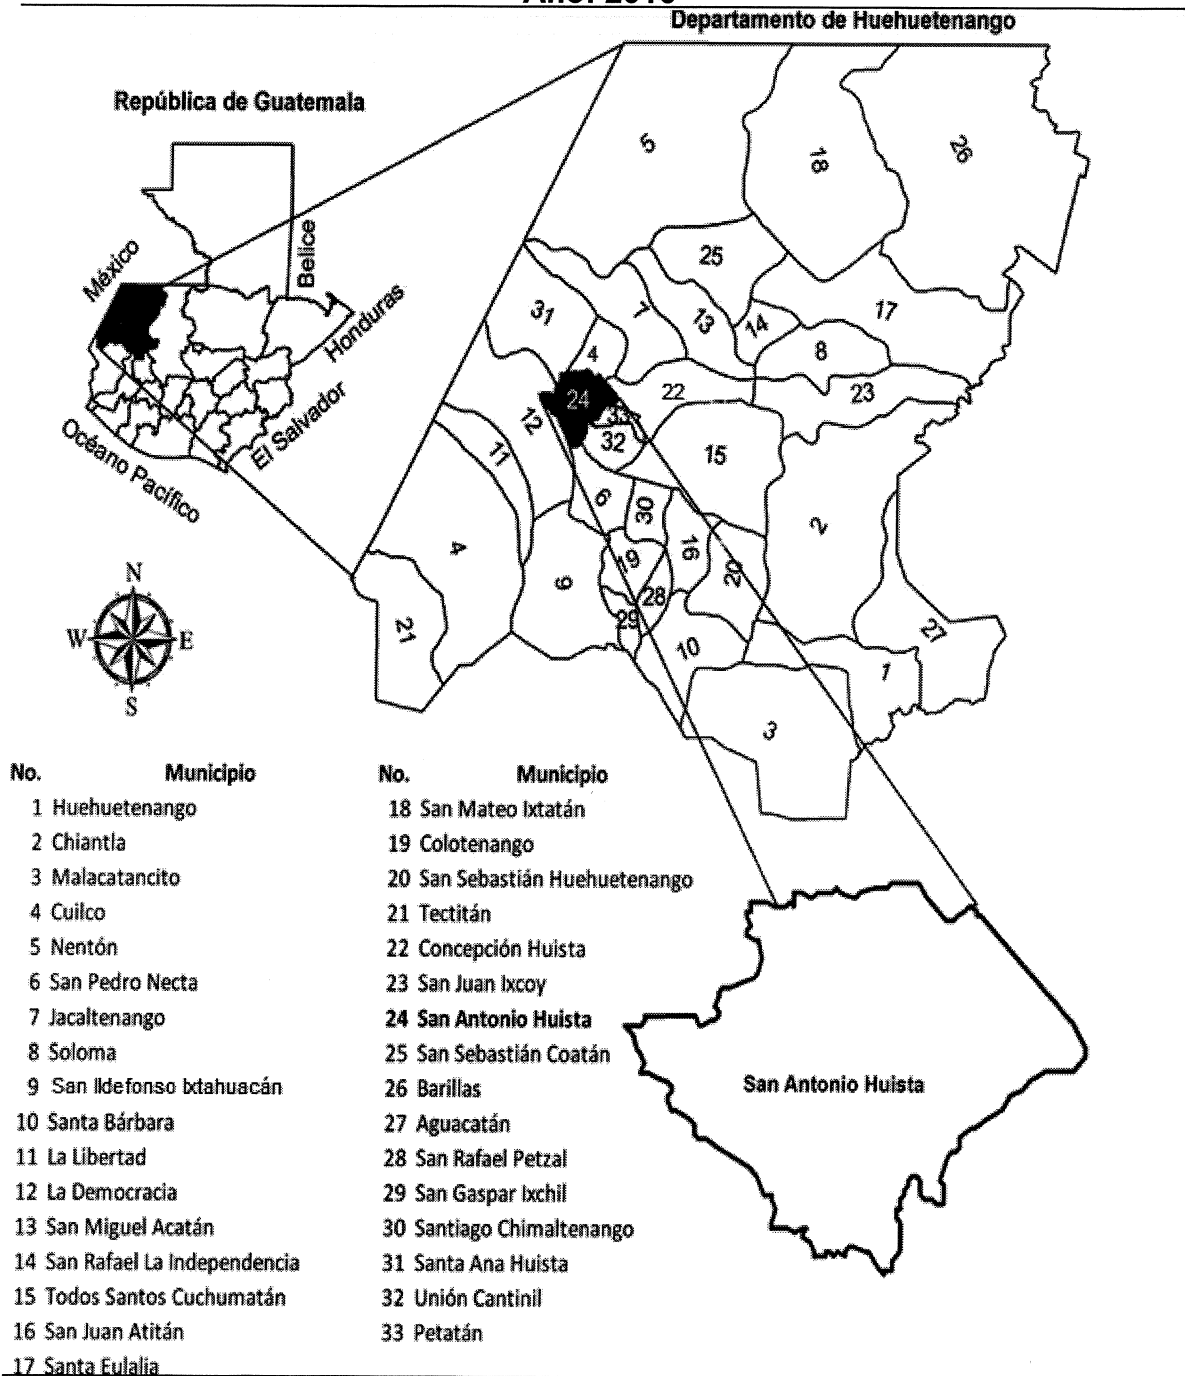 Departamento de Huehuetenango
República de Guatemala
México
Belice
Honduras
El Salvador
Océano Pacífico
N
W E
S
5
18
26
25
31
7
13
14
17
4
8
24
22
23
33
12
32
11
15
6
30
2
4
16
19
9
20
28
29
21
27
10
1
3
No. Municipio
1 Huehuetenango
2 Chiantla
3 Malacatancito
4 Cuilco
5 Nentón
6 San Pedro Necta
7 Jacaltenango
8 Soloma
9 San Ildefonso Ixtahuacán
10 Santa Bárbara
11 La Libertad
12 La Democracia
13 San Miguel Acatán
14 San Rafael La Independencia
15 Todos Santos Cuchumatán
16 San Juan Atitán
17 Santa Eulalia
No. Municipio
18 San Mateo Ixtatán
19 Colotenango
20 San Sebastián Huehuetenango
21 Tectitán
22 Concepción Huista
23 San Juan Ixcoy
24 San Antonio Huista
25 San Sebastián Coatán
26 Barillas
27 Aguacatán
28 San Rafael Petzal
29 San Gaspar Ixchil
30 Santiago Chimaltenango
31 Santa Ana Huista
32 Unión Cantinil
33 Petatán
San Antonio Huista